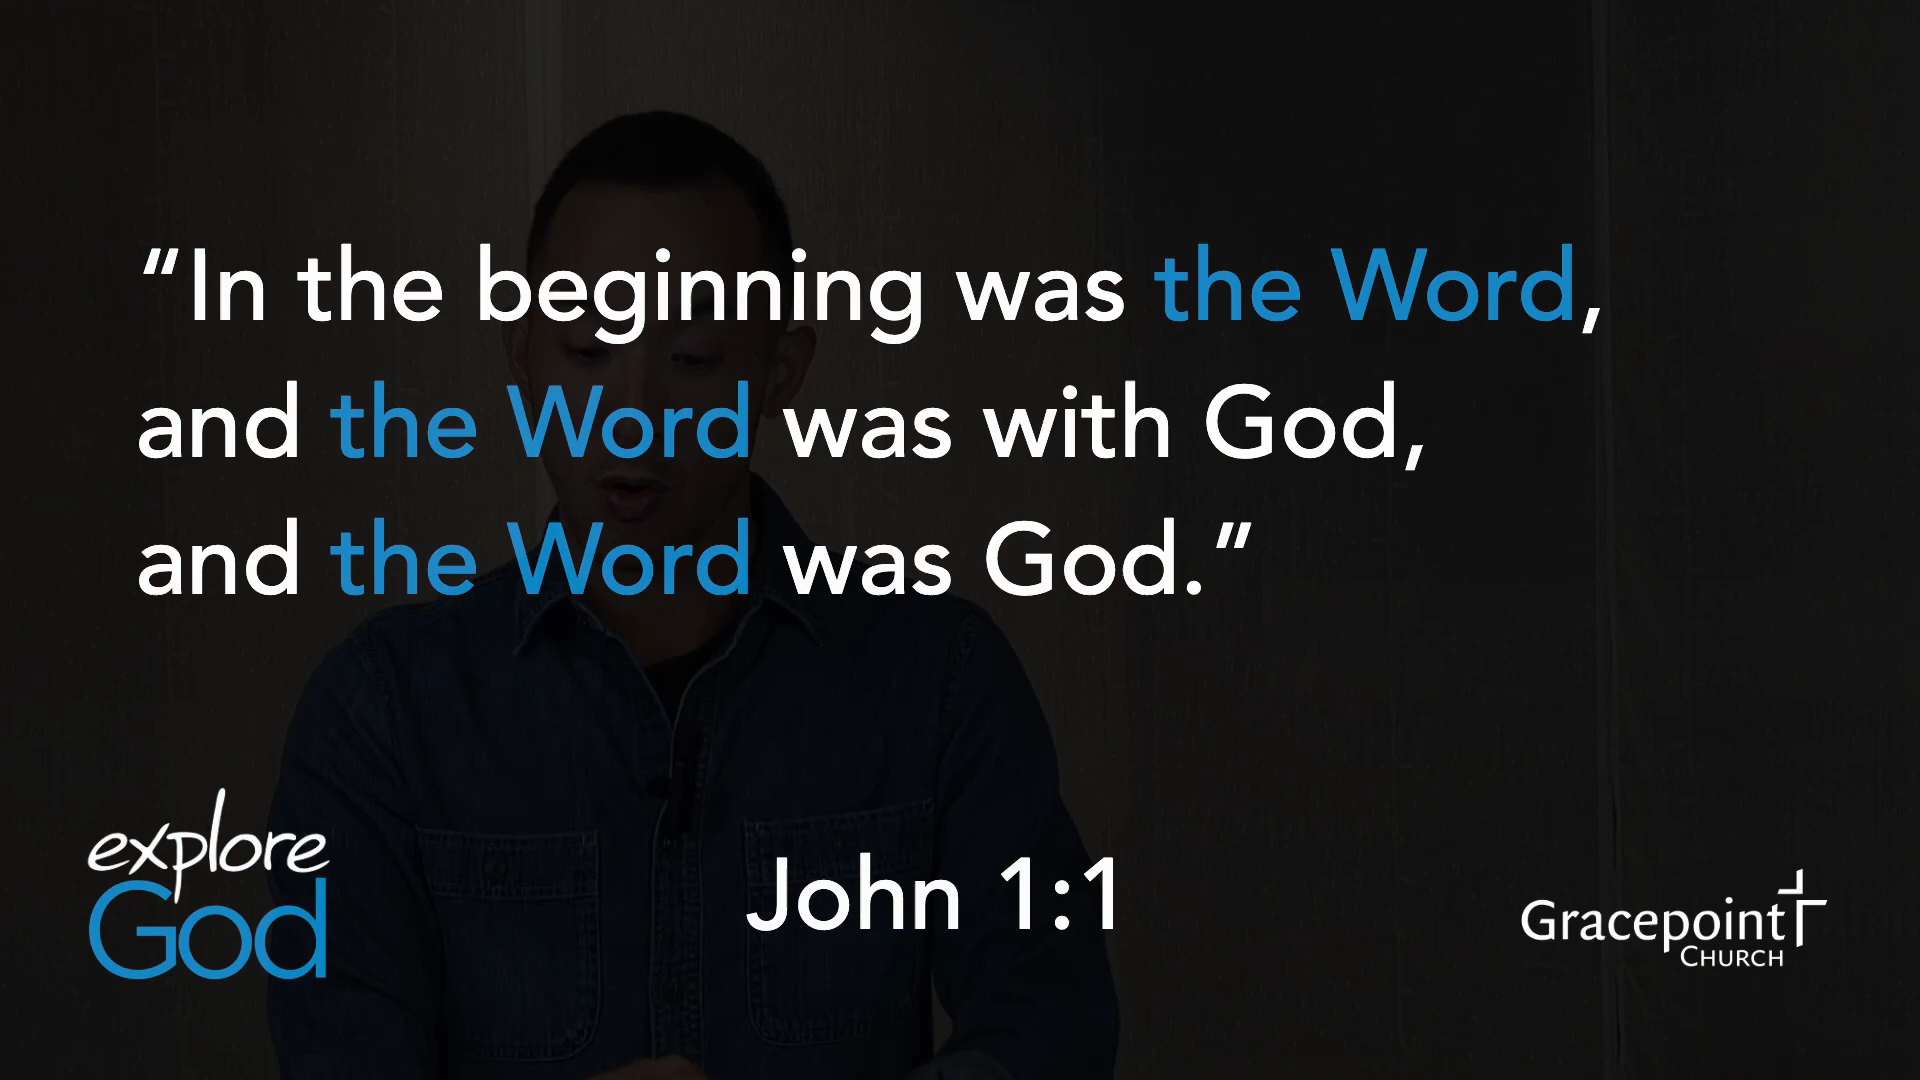 “In the beginning was the Word,
and the Word was with God,
and the Word was God.”
explore
God
John 1:1
Gracepoint
CHURCH